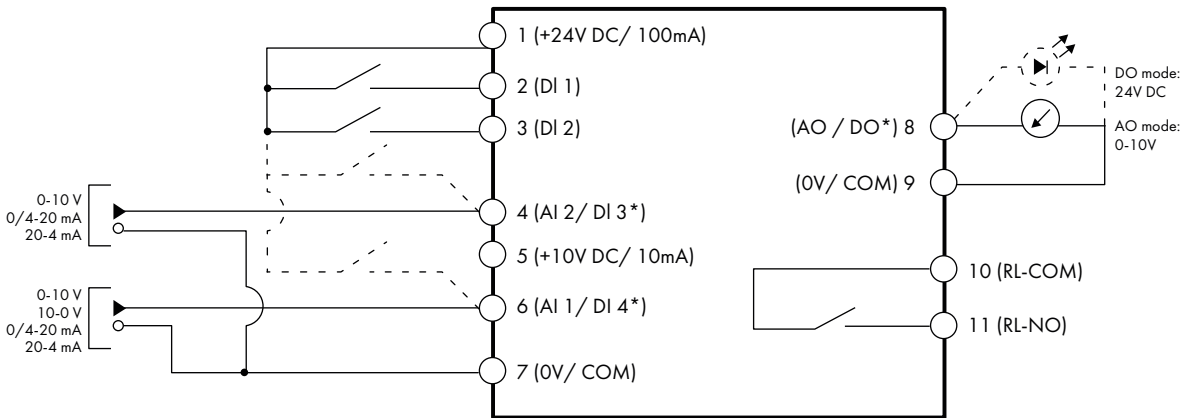 1 (+24V DC/ 100mA)
2 (DI 1)
3 (DI 2)
4 (AI 2/ DI 3*)
5 (+10V DC/ 10mA)
6 (AI 1/ DI 4*)
7 (0V/ COM)
0-10 V
0/4-20 mA
20-4 mA
0-10 V
10-0 V
0/4-20 mA
20-4 mA
(AO / DO*) 8
(0V/ COM) 9
10 (RL-COM)
11 (RL-NO)
DO mode:
24V DC
AO mode:
0-10V